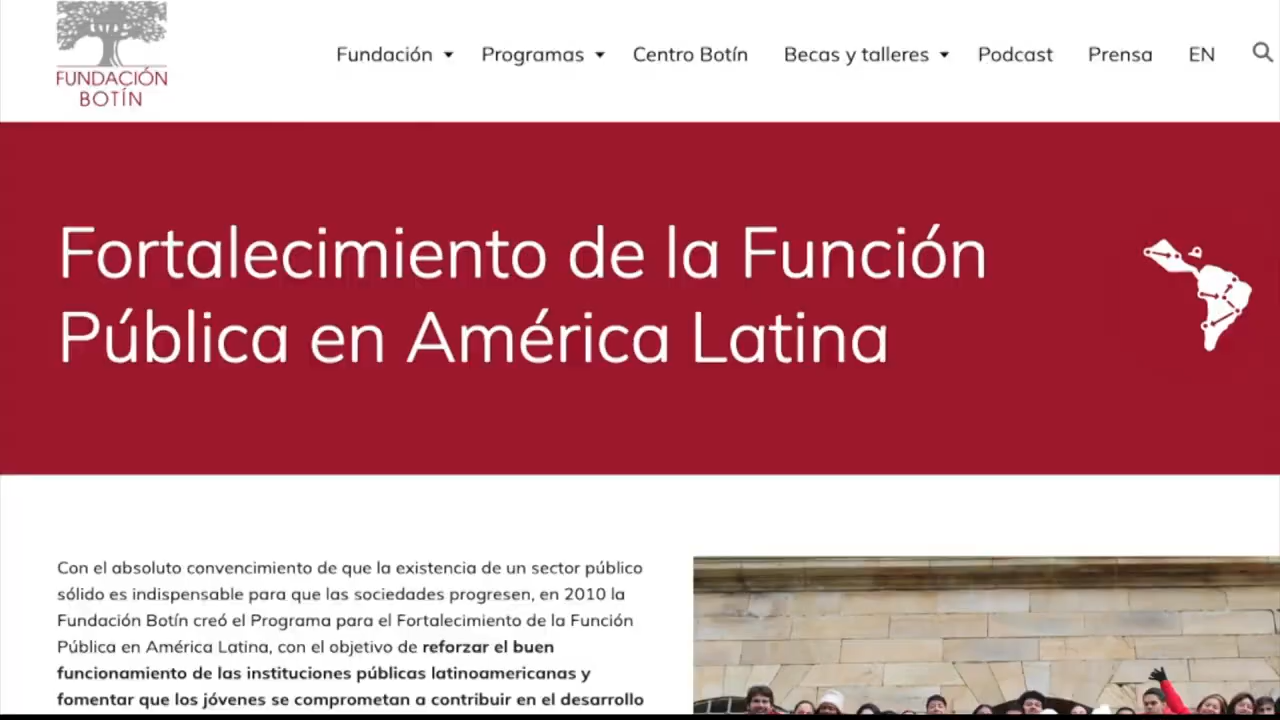 FUNDACIÓN
BOTÍN
Fundación Programas Centro Botín Becas y talleres Podcast Prensa EN
Fortalecimiento de la Función
Pública en América Latina
Con el absoluto convencimiento de que la existencia de un sector público
sólido es indispensable para que las sociedades progresen, en 2010 la
Fundación Botín creó el Programa para el Fortalecimiento de la Función
Pública en América Latina, con el objetivo de reforzar el buen
funcionamiento de las instituciones públicas latinoamericanas y
fomentar que los jóvenes se comprometan a contribuir en el desarrollo